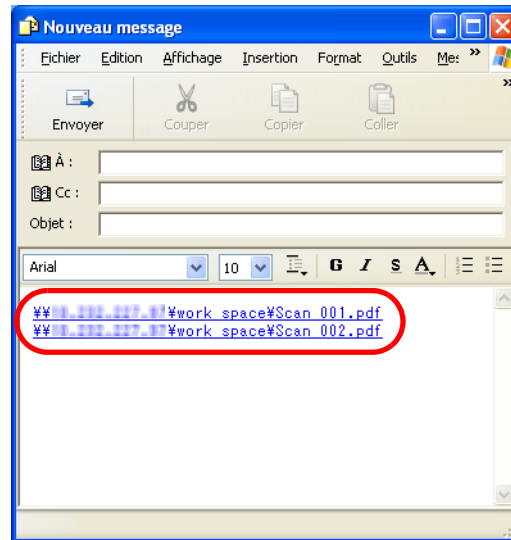 Nouveau message
Fichier Edition Affichage Insertion Format Outils Mes »
»
Envoyer Couper Copier Coller
À :
Cc :
Objet :
Arial 10 G I S A
¥¥ ¥work space¥Scan 001.pdf
¥¥ ¥work space¥Scan 002.pdf